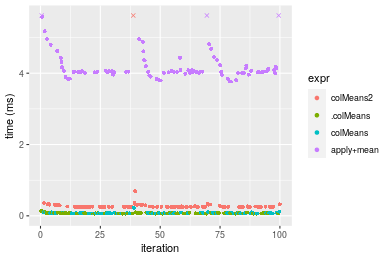 time (ms)
4
2
0
0
25
50
75
100
iteration
expr
colMeans2
.colMeans
colMeans
apply+mean